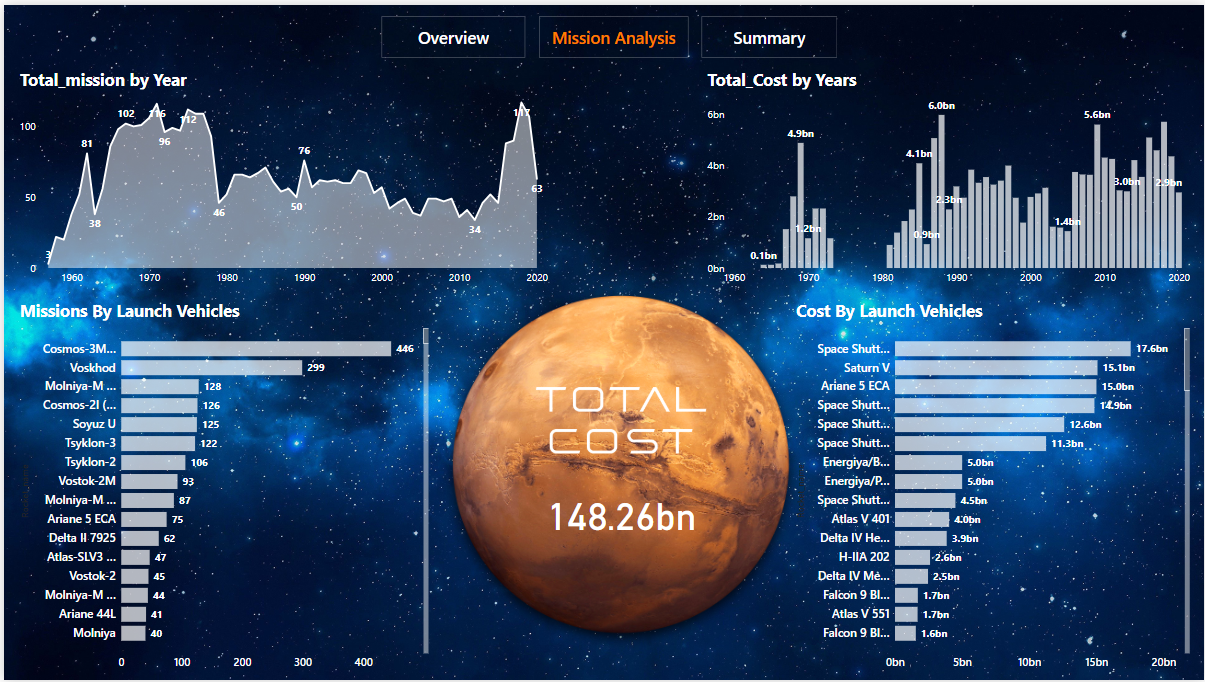 Overview
Mission Analysis
Summary
Total_mission by Year
100
50
0
3
81
38
102
116
96
112
46
76
50
34
117
63
1960
1970
1980
1990
2000
2010
2020
Total_Cost by Years
6bn
4bn
2bn
0bn
0.1bn
4.9bn
1.2bn
4.1bn
0.9bn
6.0bn
2.3bn
1.4bn
5.6bn
3.0bn
2.9bn
1960
1970
1980
1990
2000
2010
2020
Missions By Launch Vehicles
Cosmos-3M... 446
Voskhod 299
Molniya-M ... 128
Cosmos-2I (... 126
Soyuz U 125
Tsyklon-3 122
Tsyklon-2 106
Vostok-2M 93
Molniya-M ... 87
Ariane 5 ECA 75
Delta II 7925 62
Atlas-SLV3 ... 47
Vostok-2 45
Molniya-M ... 44
Ariane 44L 41
Molniya 40
0 100 200 300 400
TOTAL
COST
148.26bn
Cost By Launch Vehicles
Space Shutt... 17.6bn
Saturn V 15.1bn
Ariane 5 ECA 15.0bn
Space Shutt... 14.9bn
Space Shutt... 12.6bn
Space Shutt... 11.3bn
Energiya/B... 5.0bn
Energiya/P... 5.0bn
Space Shutt... 4.5bn
Atlas V 401 4.0bn
Delta IV He... 3.9bn
H-IIA 202 2.6bn
Delta IV Me... 2.5bn
Falcon 9 Bl... 1.7bn
Atlas V 551 1.7bn
Falcon 9 Bl... 1.6bn
0bn 5bn 10bn 15bn 20bn